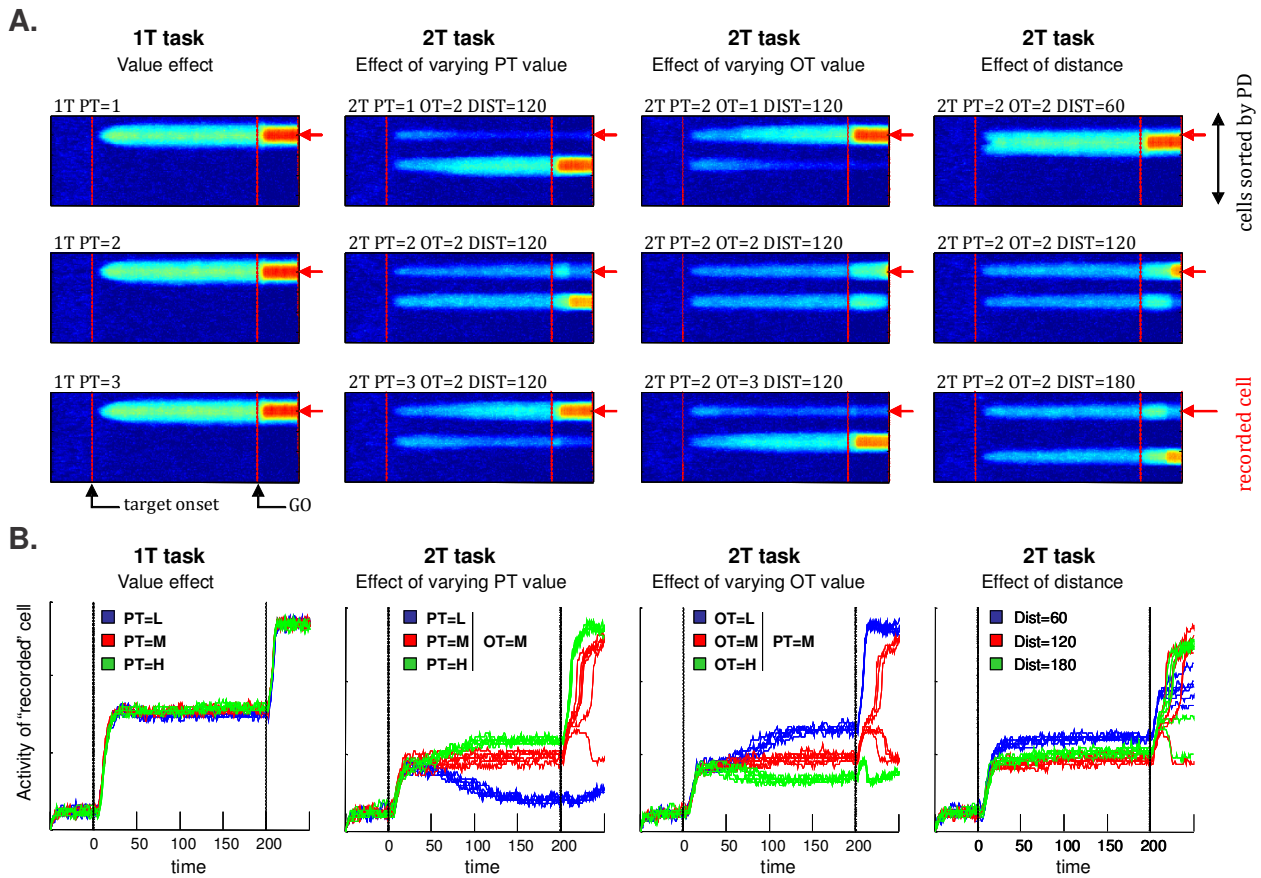 A.
1T task
Value effect
2T task
Effect of varying PT value
2T task
Effect of varying OT value
2T task
Effect of distance
1T PT=1
2T PT=1 OT=2 DIST=120
2T PT=2 OT=1 DIST=120
2T PT=2 OT=2 DIST=60
cells sorted by PD
1T PT=2
2T PT=2 OT=2 DIST=120
2T PT=2 OT=2 DIST=120
2T PT=2 OT=2 DIST=120
1T PT=3
2T PT=3 OT=2 DIST=120
2T PT=2 OT=3 DIST=120
2T PT=2 OT=2 DIST=180
recorded cell
target onset
GO
B.
1T task
Value effect
2T task
Effect of varying PT value
2T task
Effect of varying OT value
2T task
Effect of distance
Activity of "recorded" cell
PT=L
PT=M
PT=H
PT=L
PT=M
PT=H
OT=M
OT=L
OT=M
OT=H
PT=M
Dist=60
Dist=120
Dist=180
0 50 100 150 200
time
0 50 100 150 200
time
0 50 100 150 200
time
0 50 100 150 200
time